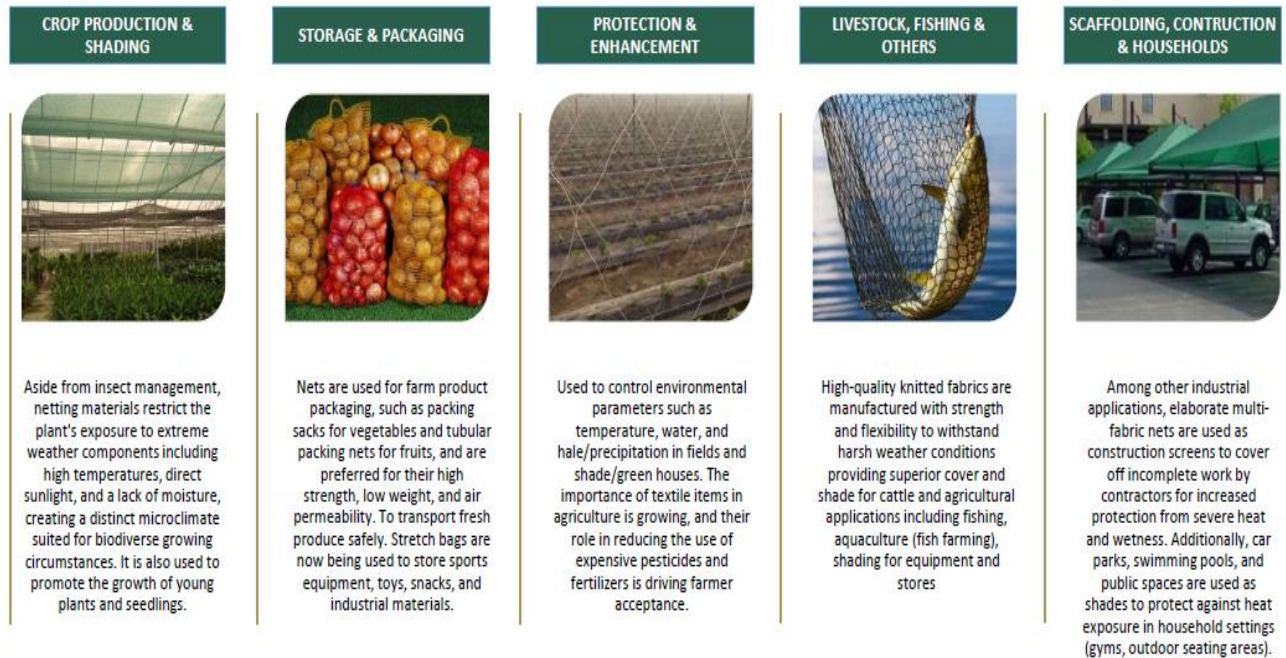 CROP PRODUCTION &
SHADING
Aside from insect management,
netting materials restrict the
plant's exposure to extreme
weather components including
high temperatures, direct
sunlight, and a lack of moisture,
creating a distinct microclimate
suited for biodiverse growing
circumstances. It is also used to
promote the growth of young
plants and seedlings.
STORAGE & PACKAGING
Nets are used for farm product
packaging, such as packing
sacks for vegetables and tubular
packing nets for fruits, and are
preferred for their high
strength, low weight, and air
permeability. To transport fresh
produce safely. Stretch bags are
now being used to store sports
equipment, toys, snacks, and
industrial materials.
PROTECTION &
ENHANCEMENT
Used to control environmental
parameters such as
temperature, water, and
hale/precipitation in fields and
shade/green houses. The
importance of textile items in
agriculture is growing, and their
role in reducing the use of
expensive pesticides and
fertilizers is driving farmer
acceptance.
LIVESTOCK, FISHING &
OTHERS
High-quality knitted fabrics are
manufactured with strength
and flexibility to withstand
harsh weather conditions
providing superior cover and
shade for cattle and agricultural
applications including fishing,
aquaculture (fish farming),
shading for equipment and
stores
SCAFFOLDING, CONTRUCTION
& HOUSEHOLDS
Among other industrial
applications, elaborate multi-
fabric nets are used as
construction screens to cover
off incomplete work by
contractors for increased
protection from severe heat
and wetness. Additionally, car
parks, swimming pools, and
public spaces are used as
shades to protect against heat
exposure in household settings
(gyms, outdoor seating areas).